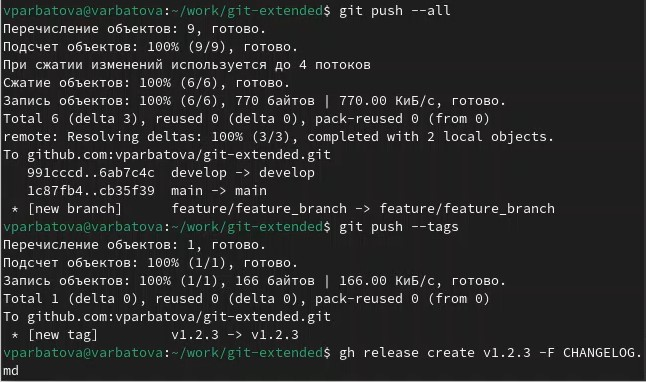 vparbatova@varbatova:~/work/git-extended$ git push --all
Перечисление объектов: 9, готово.
Подсчет объектов: 100% (9/9), готово.
При сжатии изменений используется до 4 потоков
Сжатие объектов: 100% (6/6), готово.
Запись объектов: 100% (6/6), 770 байтов | 770.00 КиБ/с, готово.
Total 6 (delta 3), reused 0 (delta 0), pack-reused 0 (from 0)
remote: Resolving deltas: 100% (3/3), completed with 2 local objects.
To github.com:vparbatova/git-extended.git
   991cccd..6ab7c4c  develop -> develop
   1c87fb4..cb35f39  main -> main
 * [new branch]      feature/feature_branch -> feature/feature_branch
vparbatova@varbatova:~/work/git-extended$ git push --tags
Перечисление объектов: 1, готово.
Подсчет объектов: 100% (1/1), готово.
Запись объектов: 100% (1/1), 166 байтов | 166.00 КиБ/с, готово.
Total 1 (delta 0), reused 0 (delta 0), pack-reused 0 (from 0)
To github.com:vparbatova/git-extended.git
 * [new tag]         v1.2.3 -> v1.2.3
vparbatova@varbatova:~/work/git-extended$ gh release create v1.2.3 -F CHANGELOG.
md